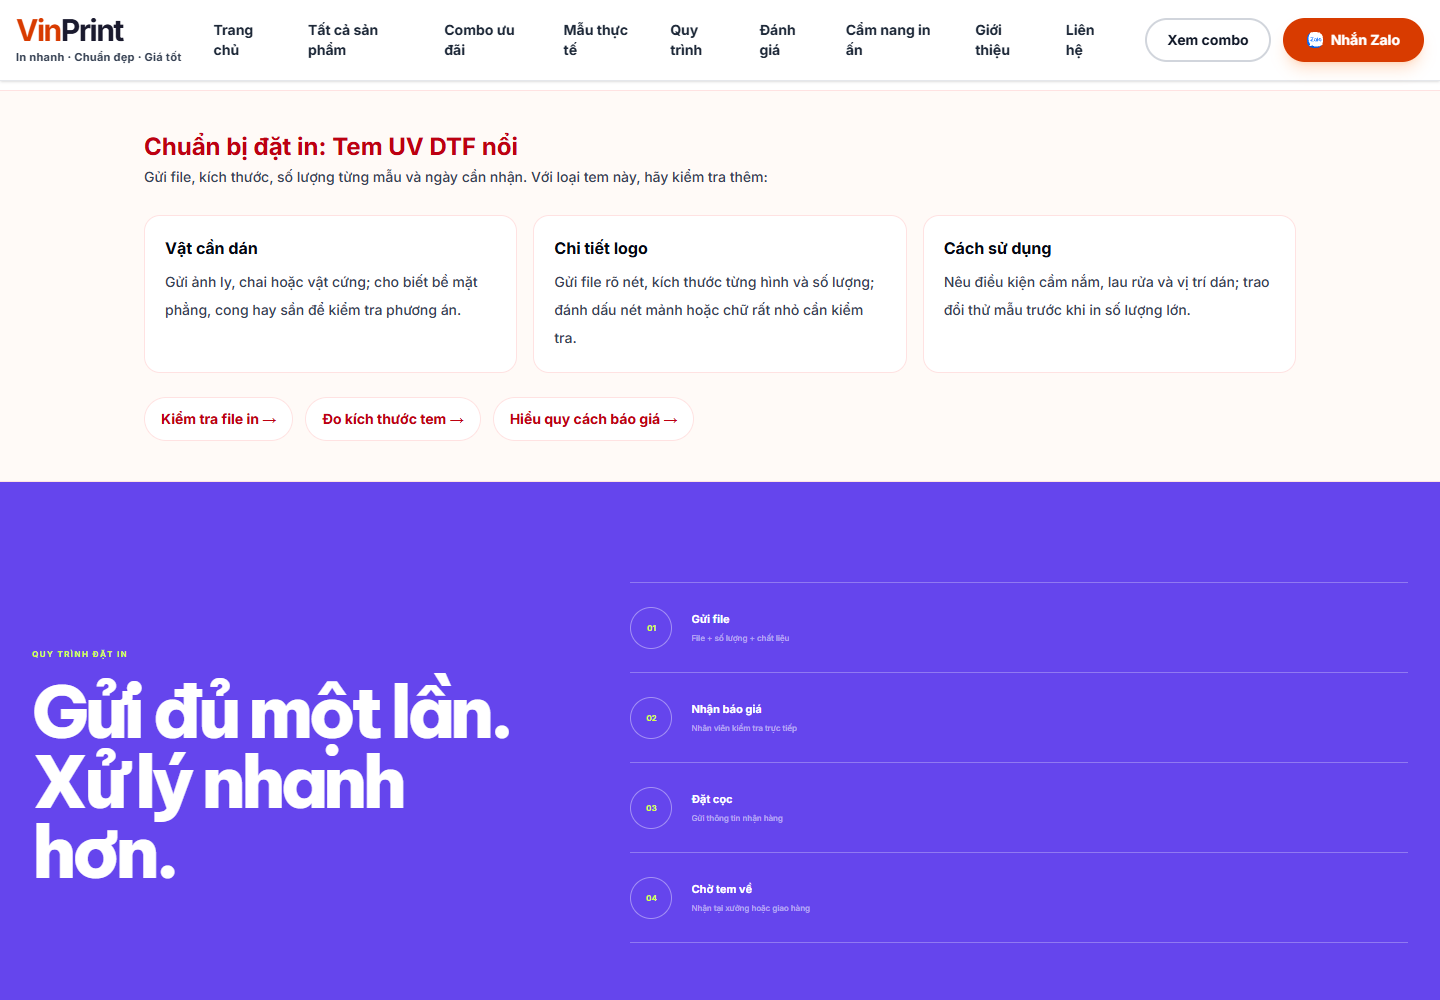 VinPrint
In nhanh · Chuẩn đẹp · Giá tốt
Trang chủ
Tất cả sản phẩm
Combo ưu đãi
Mẫu thực tế
Quy trình
Đánh giá
Cẩm nang in ấn
Giới thiệu
Liên hệ
Xem combo
Zalo
Nhắn Zalo
Chuẩn bị đặt in: Tem UV DTF nổi
Gửi file, kích thước, số lượng từng mẫu và ngày cần nhận. Với loại tem này, hãy kiểm tra thêm:
Vật cần dán
Gửi ảnh ly, chai hoặc vật cứng; cho biết bề mặt
phẳng, cong hay sần để kiểm tra phương án.
Chi tiết logo
Gửi file rõ nét, kích thước từng hình và số lượng;
đánh dấu nét mảnh hoặc chữ rất nhỏ cần kiểm
tra.
Cách sử dụng
Nêu điều kiện cầm nắm, lau rửa và vị trí dán; trao
đổi thử mẫu trước khi in số lượng lớn.
Kiểm tra file in →
Đo kích thước tem →
Hiểu quy cách báo giá →
QUY TRÌNH ĐẶT IN
Gửi đủ một lần.
Xử lý nhanh
hơn.
01
Gửi file
File + số lượng + chất liệu
02
Nhận báo giá
Nhân viên kiểm tra trực tiếp
03
Đặt cọc
Gửi thông tin nhận hàng
04
Chờ tem về
Nhận tại xưởng hoặc giao hàng